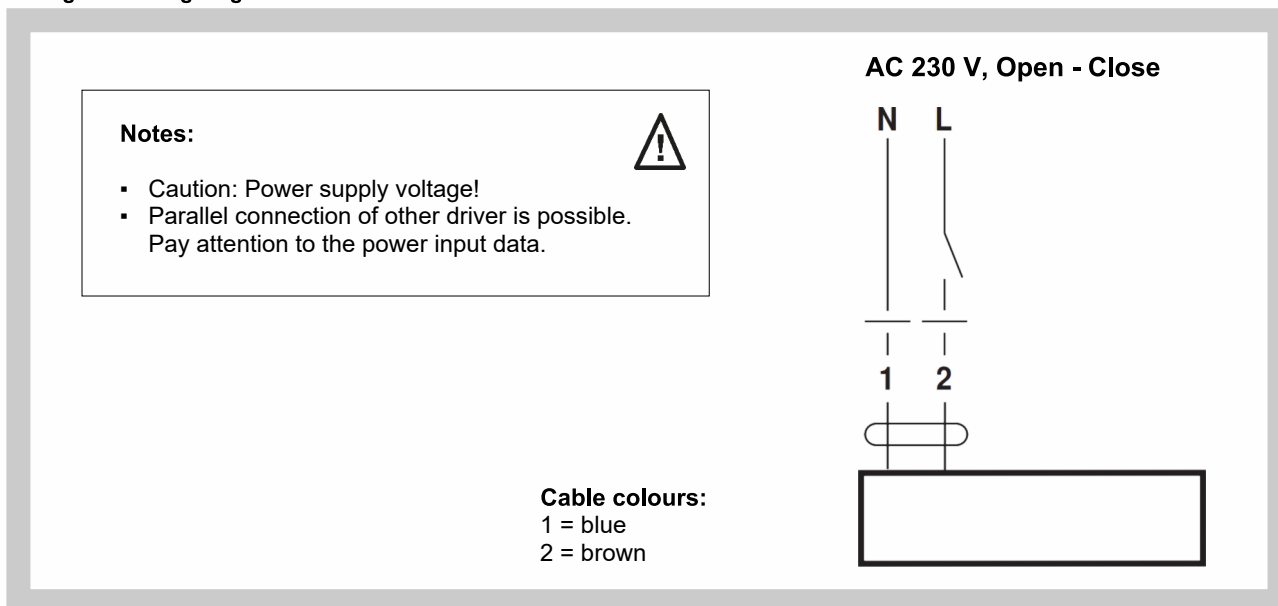 AC 230 V, Open - Close
N L
Notes:
▪ Caution: Power supply voltage!
▪ Parallel connection of other driver is possible.
Pay attention to the power input data.
1 2
Cable colours:
1 = blue
2 = brown